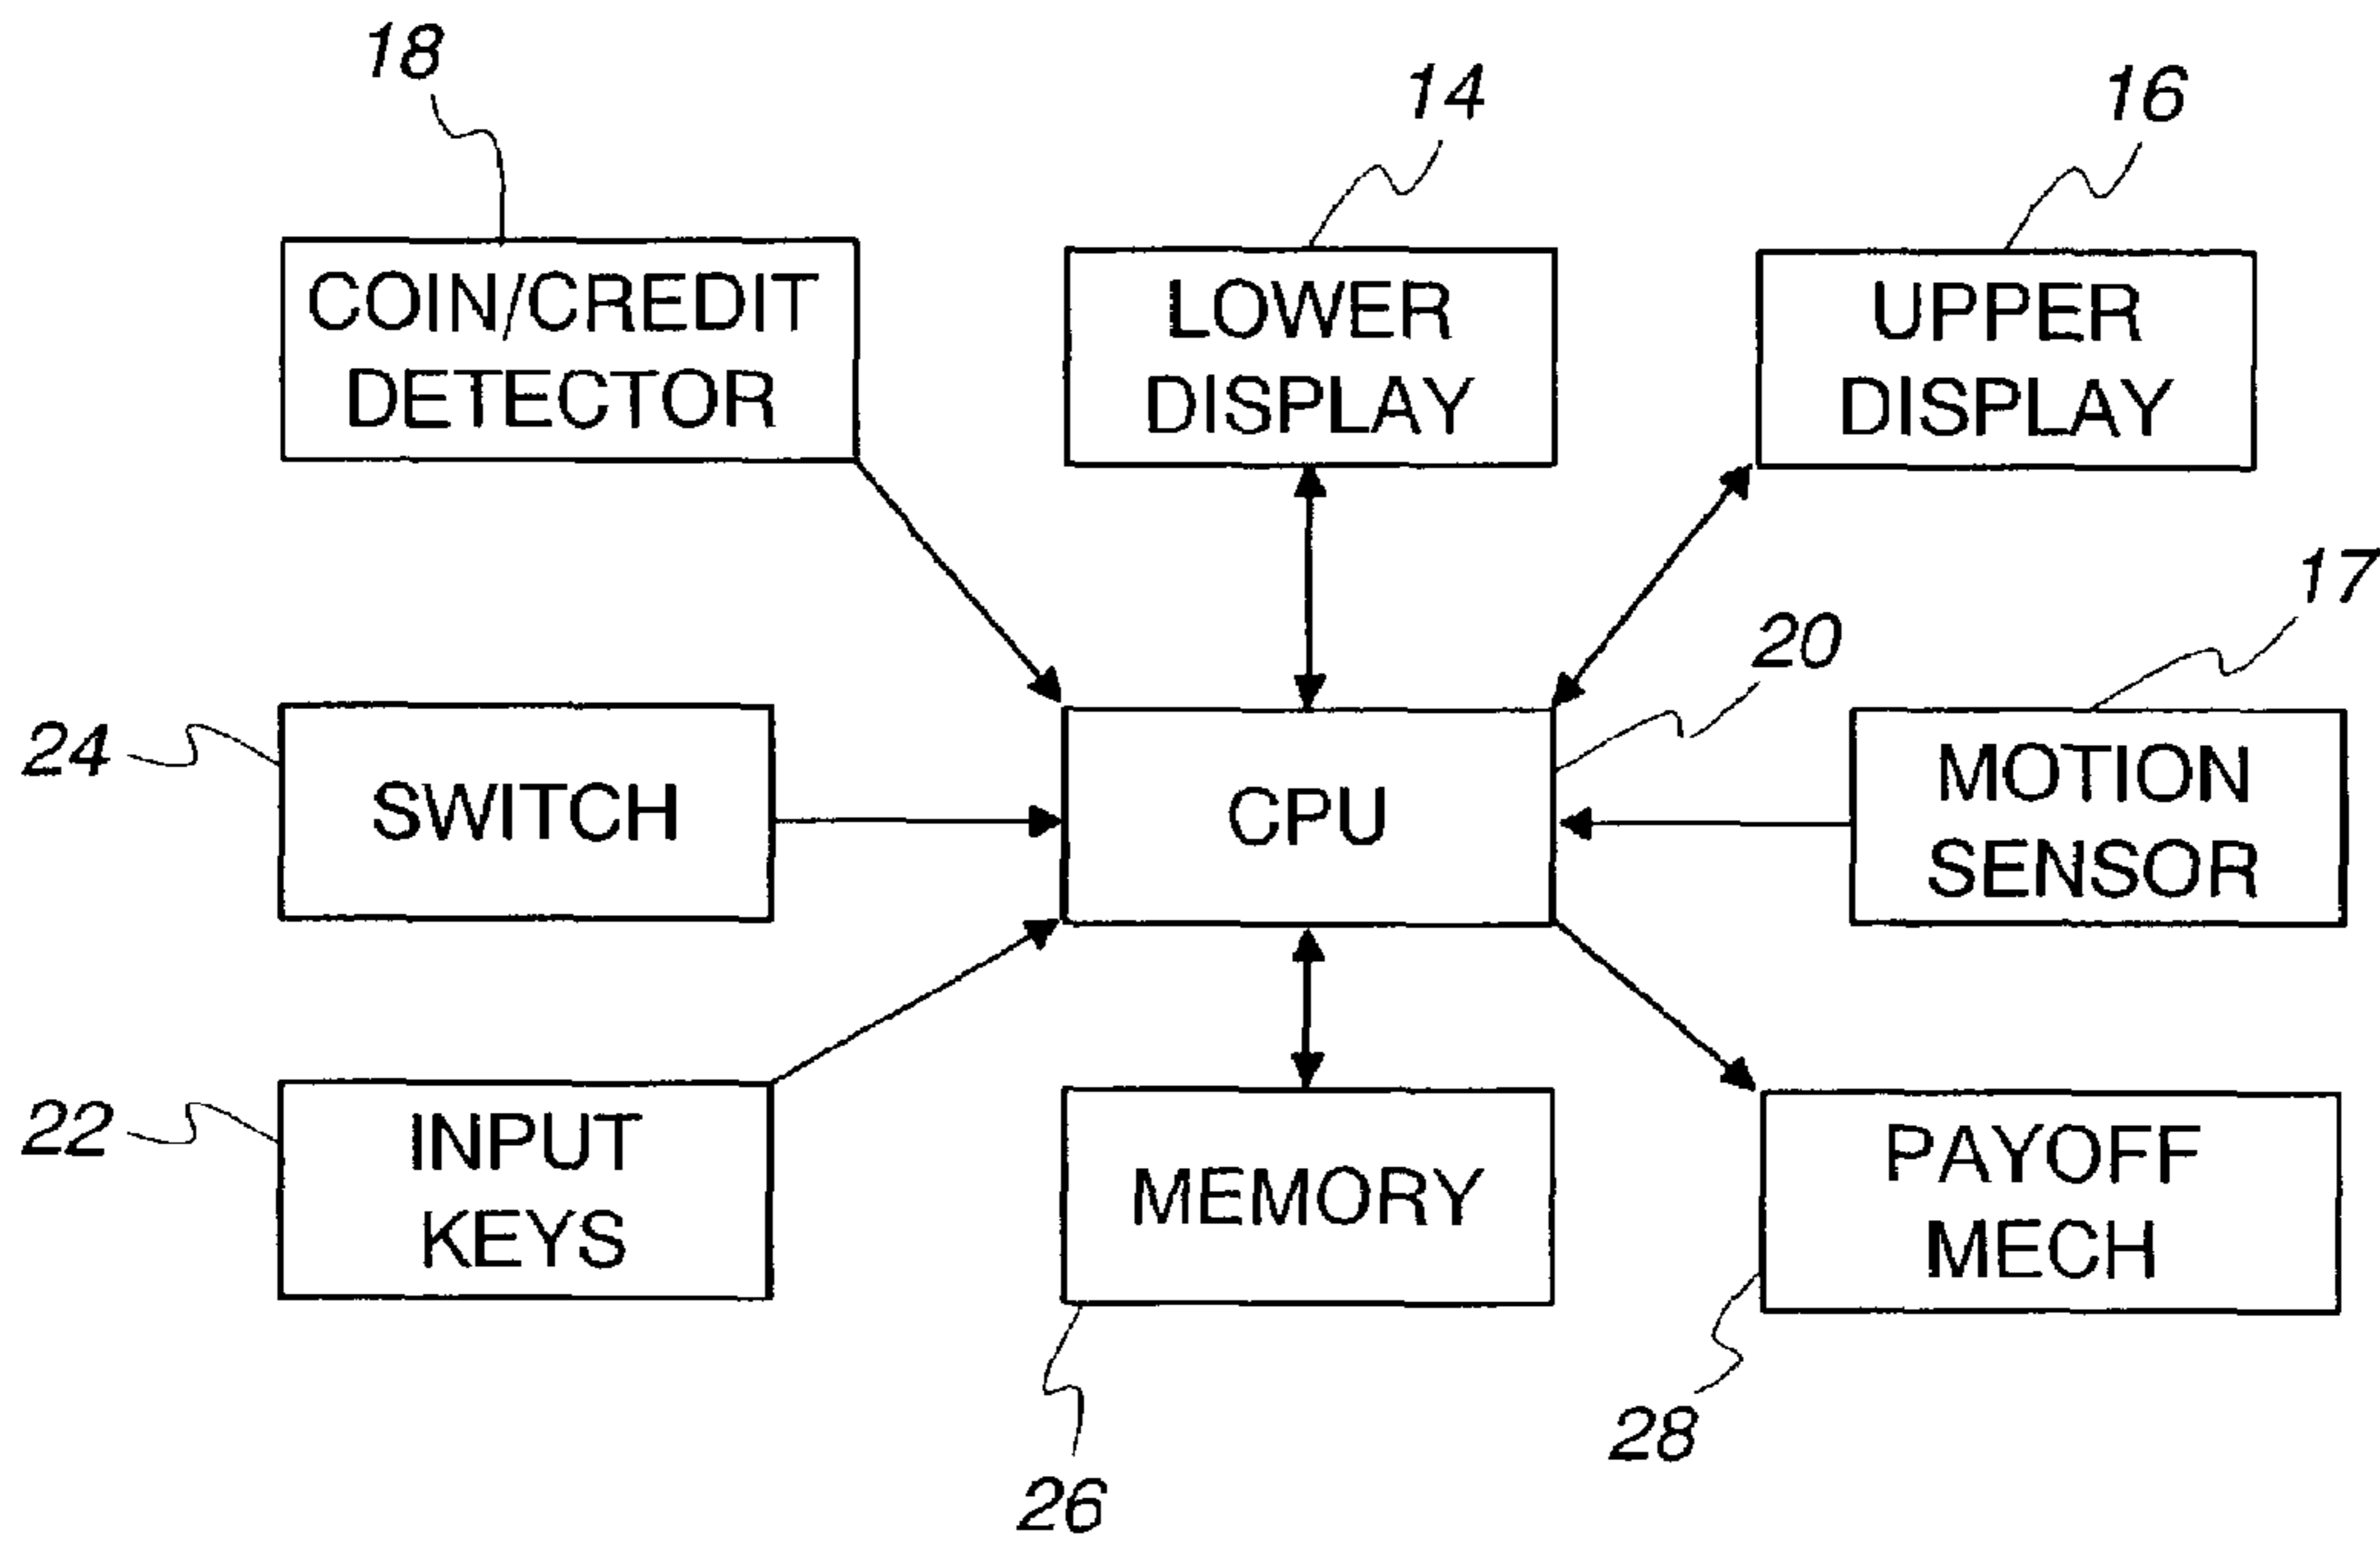 18
14
16
COIN/CREDIT
DETECTOR
LOWER
DISPLAY
UPPER
DISPLAY
17
20
24
SWITCH
CPU
MOTION
SENSOR
22
INPUT
KEYS
MEMORY
PAYOFF
MECH
28
26